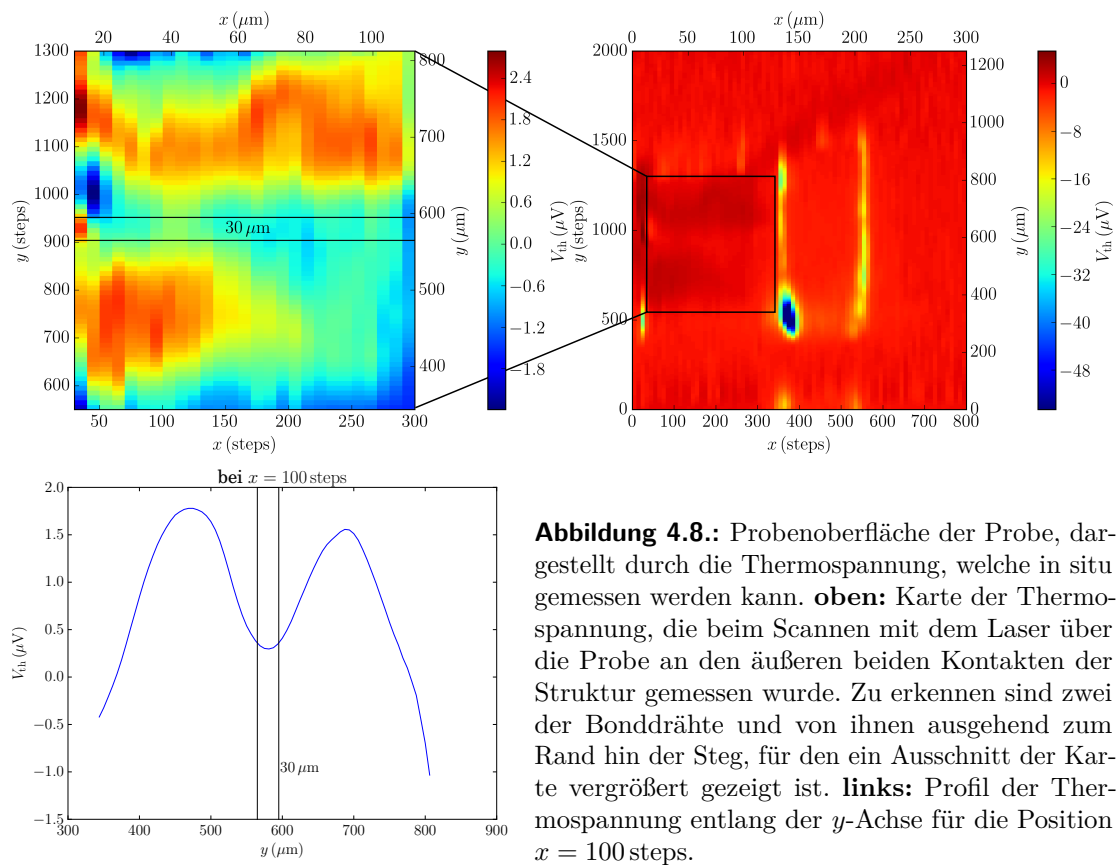 x (μm)
20 40 60 80 100
1300
1200
1100
1000
900
800
700
600
y (steps)
30 μm
800
700
600
500
400
y (μm)
50 100 150 200 250 300
x (steps)
2.4
1.8
1.2
0.6
0.0
−0.6
−1.2
−1.8
V_th (μV)
x (μm)
0 50 100 150 200 250 300
2000
1500
1000
500
0
y (steps)
1200
1000
800
600
400
200
0
y (μm)
0 100 200 300 400 500 600 700 800
x (steps)
0
−8
−16
−24
−32
−40
−48
V_th (μV)
bei x = 100 steps
2.0
1.5
1.0
0.5
0.0
−0.5
−1.0
−1.5
V_th (μV)
30 μm
300 400 500 600 700 800 900
y (μm)
Abbildung 4.8.: Probenoberfläche der Probe, dar-
gestellt durch die Thermospannung, welche in situ
gemessen werden kann. oben: Karte der Thermo-
spannung, die beim Scannen mit dem Laser über
die Probe an den äußeren beiden Kontakten der
Struktur gemessen wurde. Zu erkennen sind zwei
der Bonddrähte und von ihnen ausgehend zum
Rand hin der Steg, für den ein Ausschnitt der Kar-
te vergrößert gezeigt ist. links: Profil der Ther-
mospannung entlang der y-Achse für die Position
x = 100 steps.